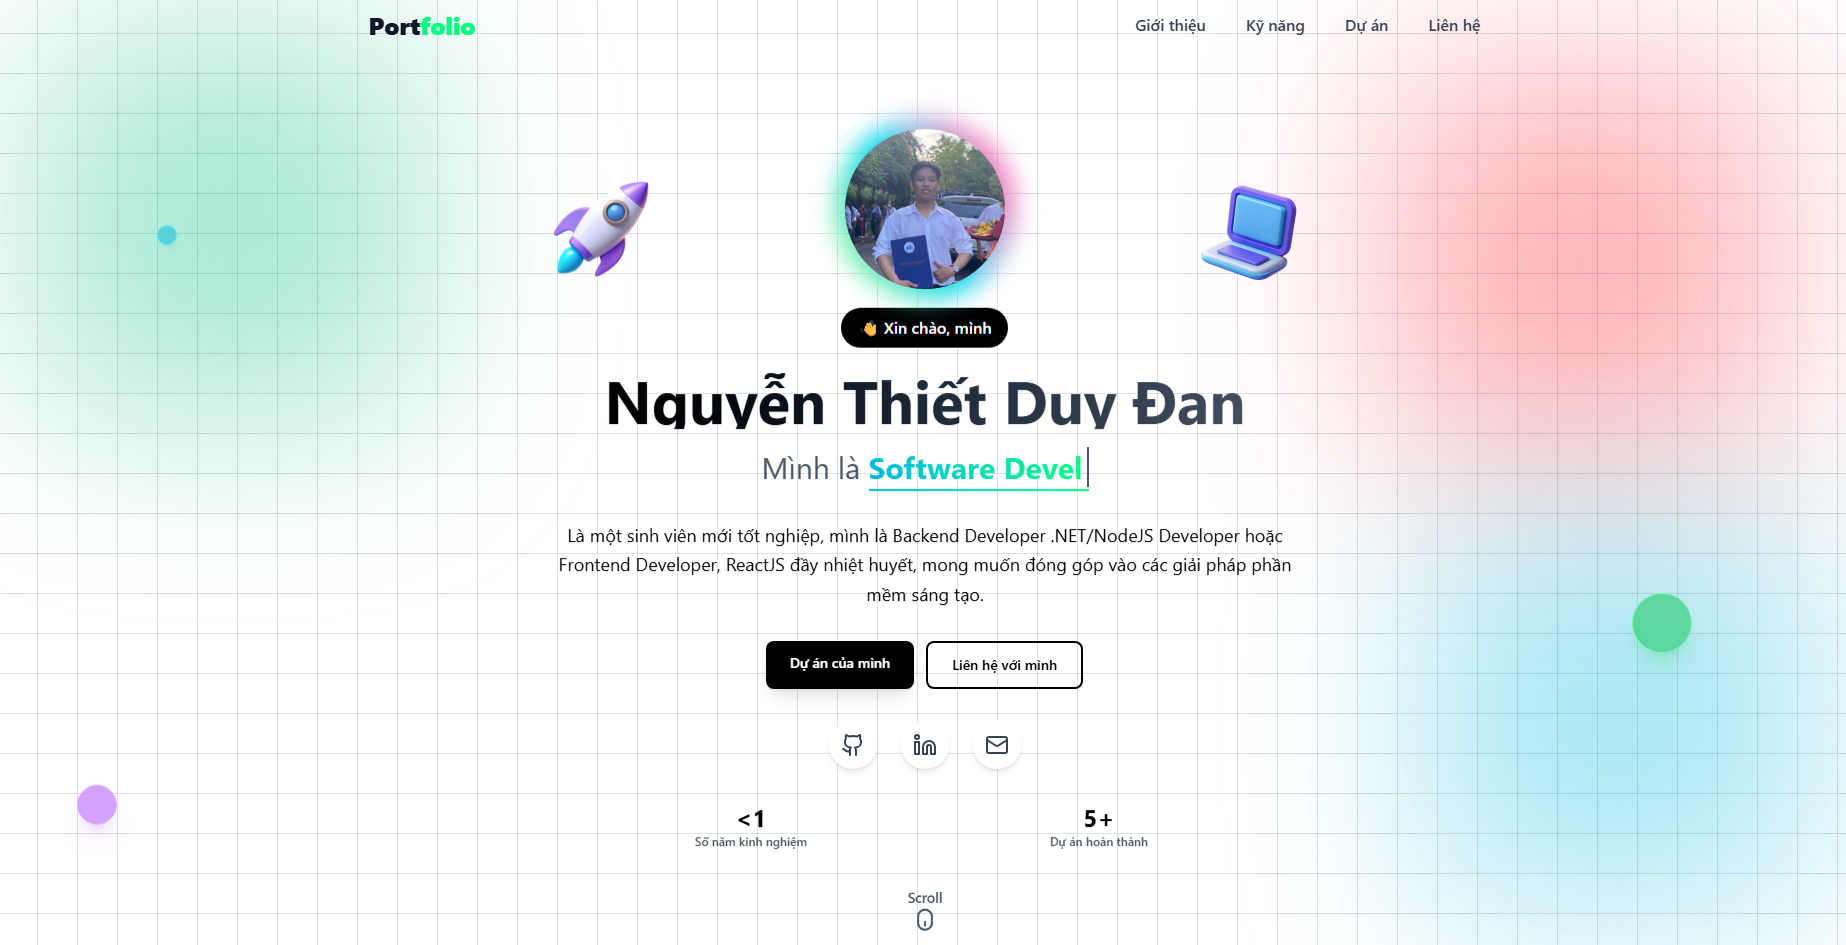 Portfolio
Giới thiệu
Kỹ năng
Dự án
Liên hệ
👋 Xin chào, mình
Nguyễn Thiết Duy Đan
Mình là Software Devel
Là một sinh viên mới tốt nghiệp, mình là Backend Developer .NET/NodeJS Developer hoặc
Frontend Developer, ReactJS đầy nhiệt huyết, mong muốn đóng góp vào các giải pháp phần
mềm sáng tạo.
Dự án của mình
Liên hệ với mình
<1
Số năm kinh nghiệm
5+
Dự án hoàn thành
Scroll